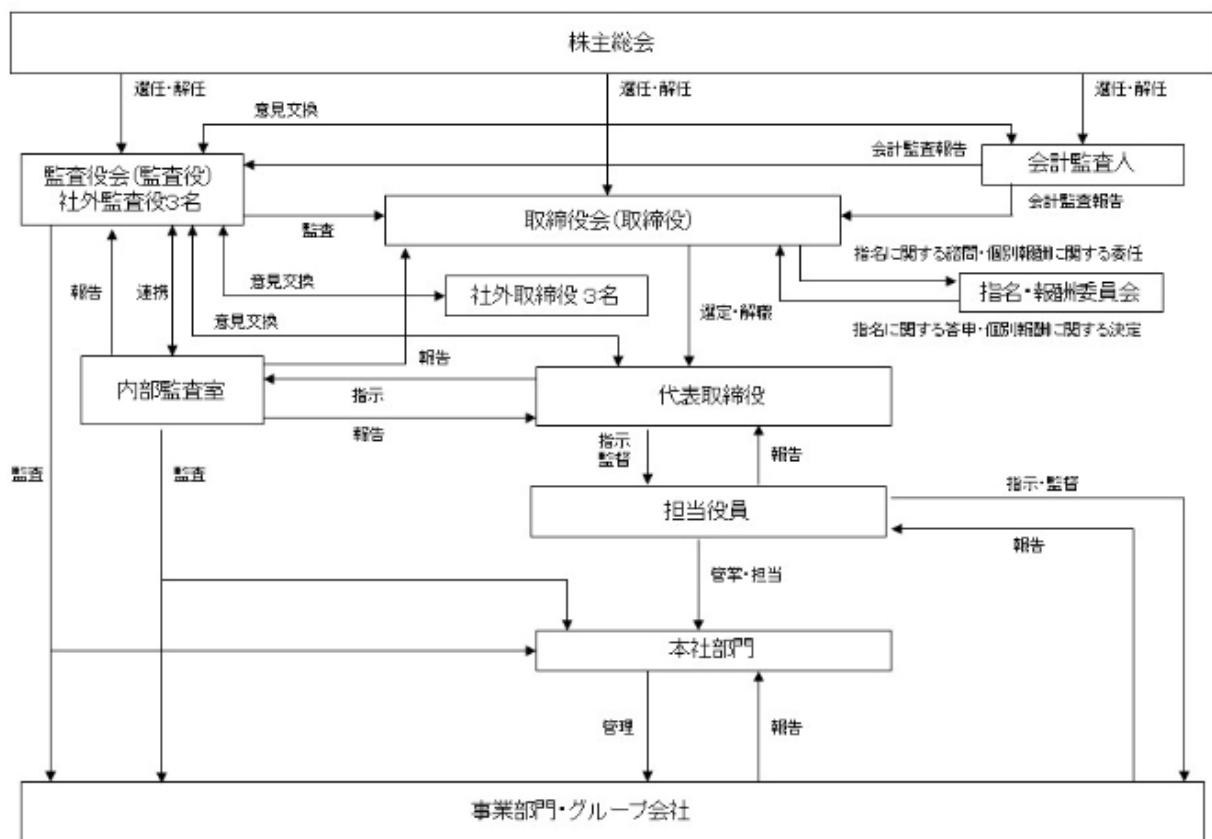 株主総会
選任・解任
選任・解任
選任・解任
意見交換
会計監査報告
監査役会(監査役)
社外監査役3名
会計監査人
会計監査報告
監査
取締役会(取締役)
指名に関する諮問・個別報酬に関する委任
報告
連携
意見交換
社外取締役3名
指名・報酬委員会
意見交換
選定・解職
指名に関する答申・個別報酬に関する決定
報告
内部監査室
指示
代表取締役
報告
指示
監督
報告
監査
監査
指示・監督
担当役員
報告
管掌・担当
本社部門
管理
報告
事業部門・グループ会社